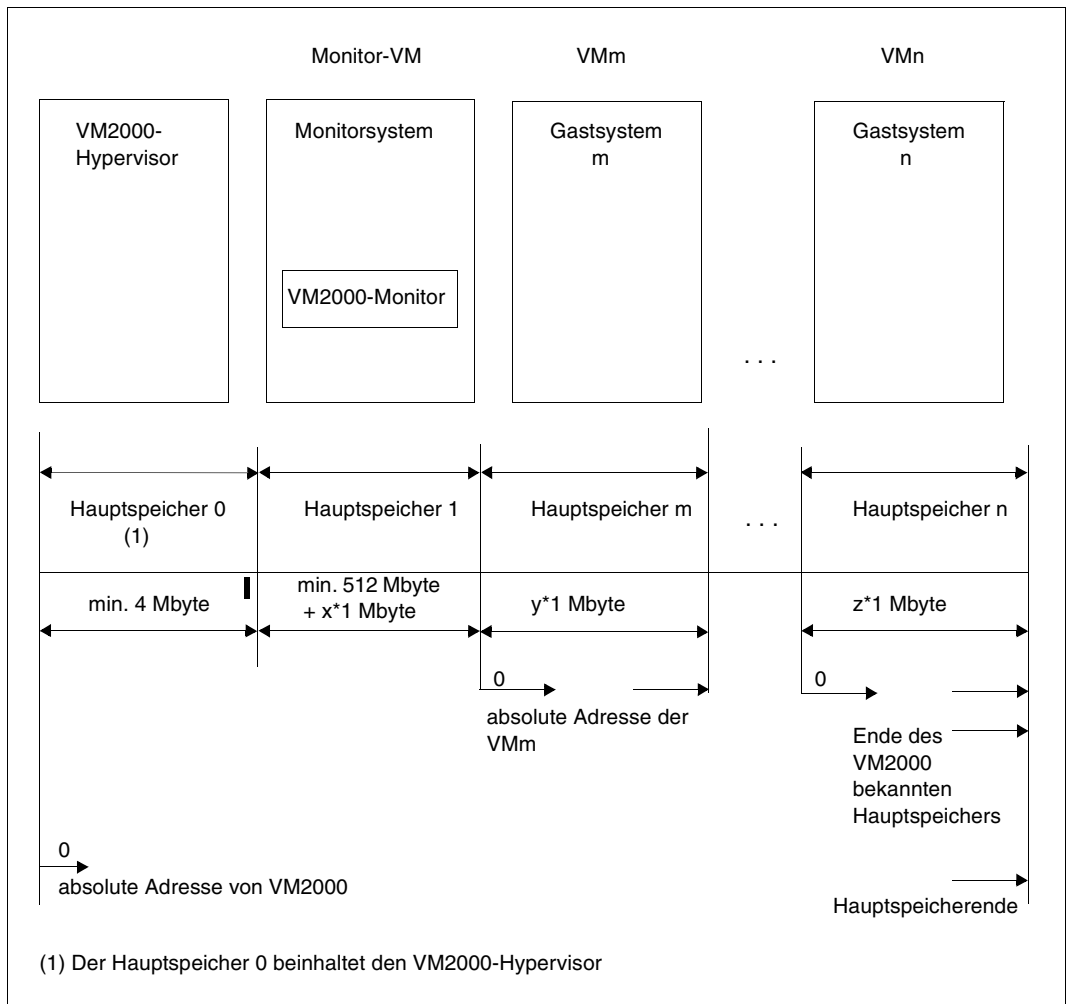 Monitor-VM VMm VMn
VM2000-
Hypervisor
Monitorsystem
Gastsystem
m
Gastsystem
n
VM2000-Monitor
. . .
Hauptspeicher 0
(1)
Hauptspeicher 1
Hauptspeicher m
. . .
Hauptspeicher n
min. 4 Mbyte
min. 512 Mbyte
+ x*1 Mbyte
y*1 Mbyte
z*1 Mbyte
0
absolute Adresse der
VMm
0
Ende des
VM2000
bekannten
Hauptspeichers
0
absolute Adresse von VM2000
Hauptspeicherende
(1) Der Hauptspeicher 0 beinhaltet den VM2000-Hypervisor